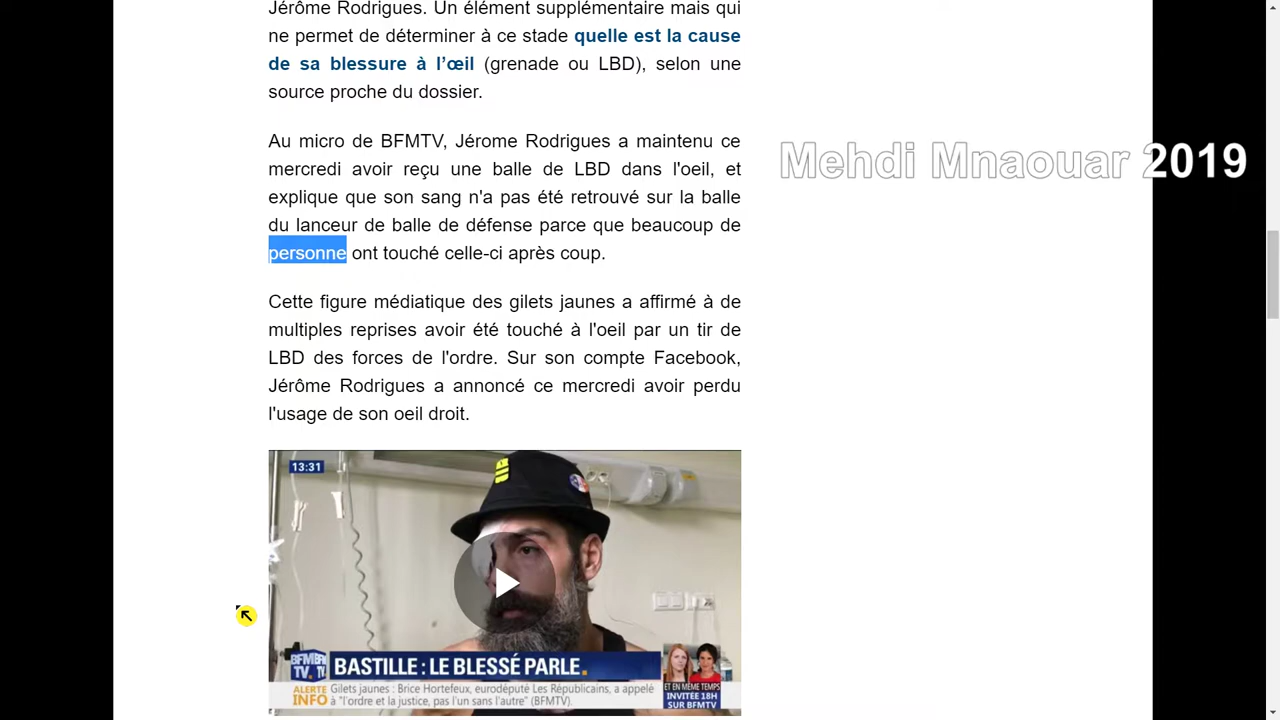 Jérôme Rodrigues. Un élément supplémentaire mais qui
ne permet de déterminer à ce stade quelle est la cause
de sa blessure à l’œil (grenade ou LBD), selon une
source proche du dossier.
Au micro de BFMTV, Jérome Rodrigues a maintenu ce
mercredi avoir reçu une balle de LBD dans l'oeil, et
explique que son sang n'a pas été retrouvé sur la balle
du lanceur de balle de défense parce que beaucoup de
personne ont touché celle-ci après coup.
Mehdi Mnaouar 2019
Cette figure médiatique des gilets jaunes a affirmé à de
multiples reprises avoir été touché à l'oeil par un tir de
LBD des forces de l'ordre. Sur son compte Facebook,
Jérôme Rodrigues a annoncé ce mercredi avoir perdu
l'usage de son oeil droit.
13:31
BFM TV.
BASTILLE : LE BLESSÉ PARLE.
ALERTE INFO
Gilets jaunes : Brice Hortefeux, eurodéputé Les Républicains, a appelé
à "l'ordre et la justice, pas l'un sans l'autre" (BFMTV).
ET EN MÊME TEMPS
INVITÉE 18H
SUR BFMTV